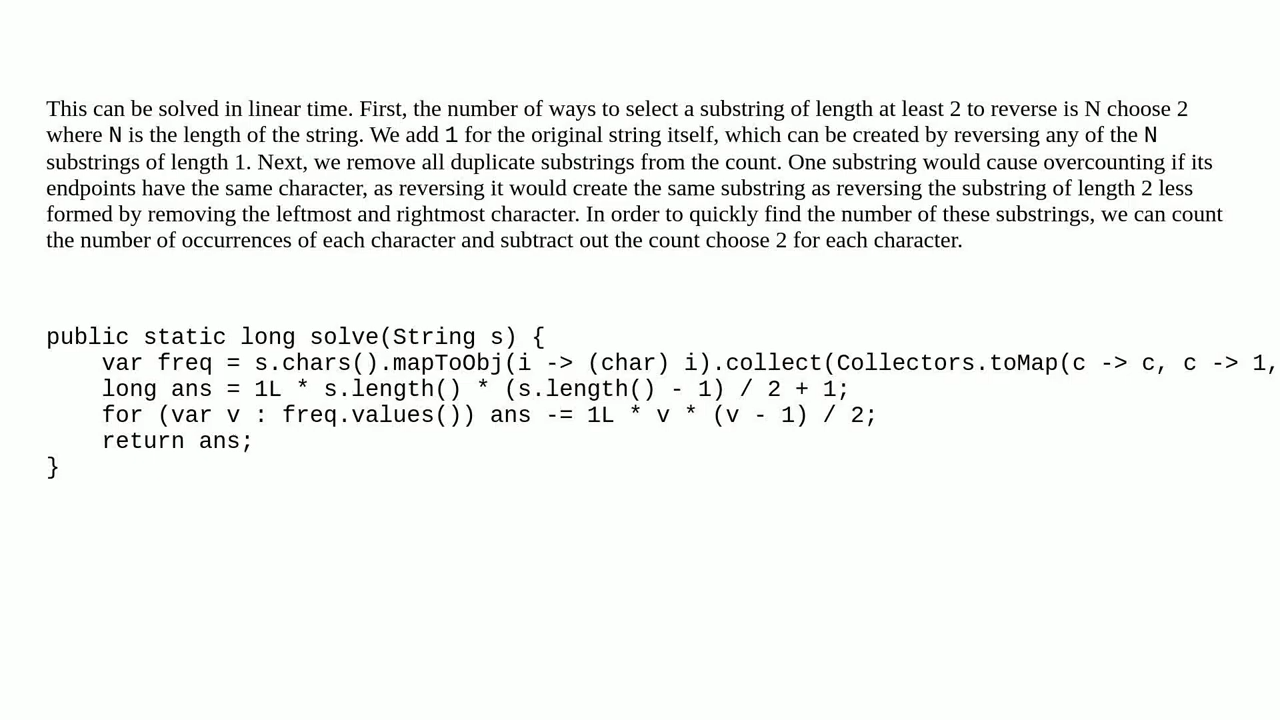 This can be solved in linear time. First, the number of ways to select a substring of length at least 2 to reverse is N choose 2
where N is the length of the string. We add 1 for the original string itself, which can be created by reversing any of the N
substrings of length 1. Next, we remove all duplicate substrings from the count. One substring would cause overcounting if its
endpoints have the same character, as reversing it would create the same substring as reversing the substring of length 2 less
formed by removing the leftmost and rightmost character. In order to quickly find the number of these substrings, we can count
the number of occurrences of each character and subtract out the count choose 2 for each character.
public static long solve(String s) {
    var freq = s.chars().mapToObj(i -> (char) i).collect(Collectors.toMap(c -> c, c -> 1,
    long ans = 1L * s.length() * (s.length() - 1) / 2 + 1;
    for (var v : freq.values()) ans -= 1L * v * (v - 1) / 2;
    return ans;
}